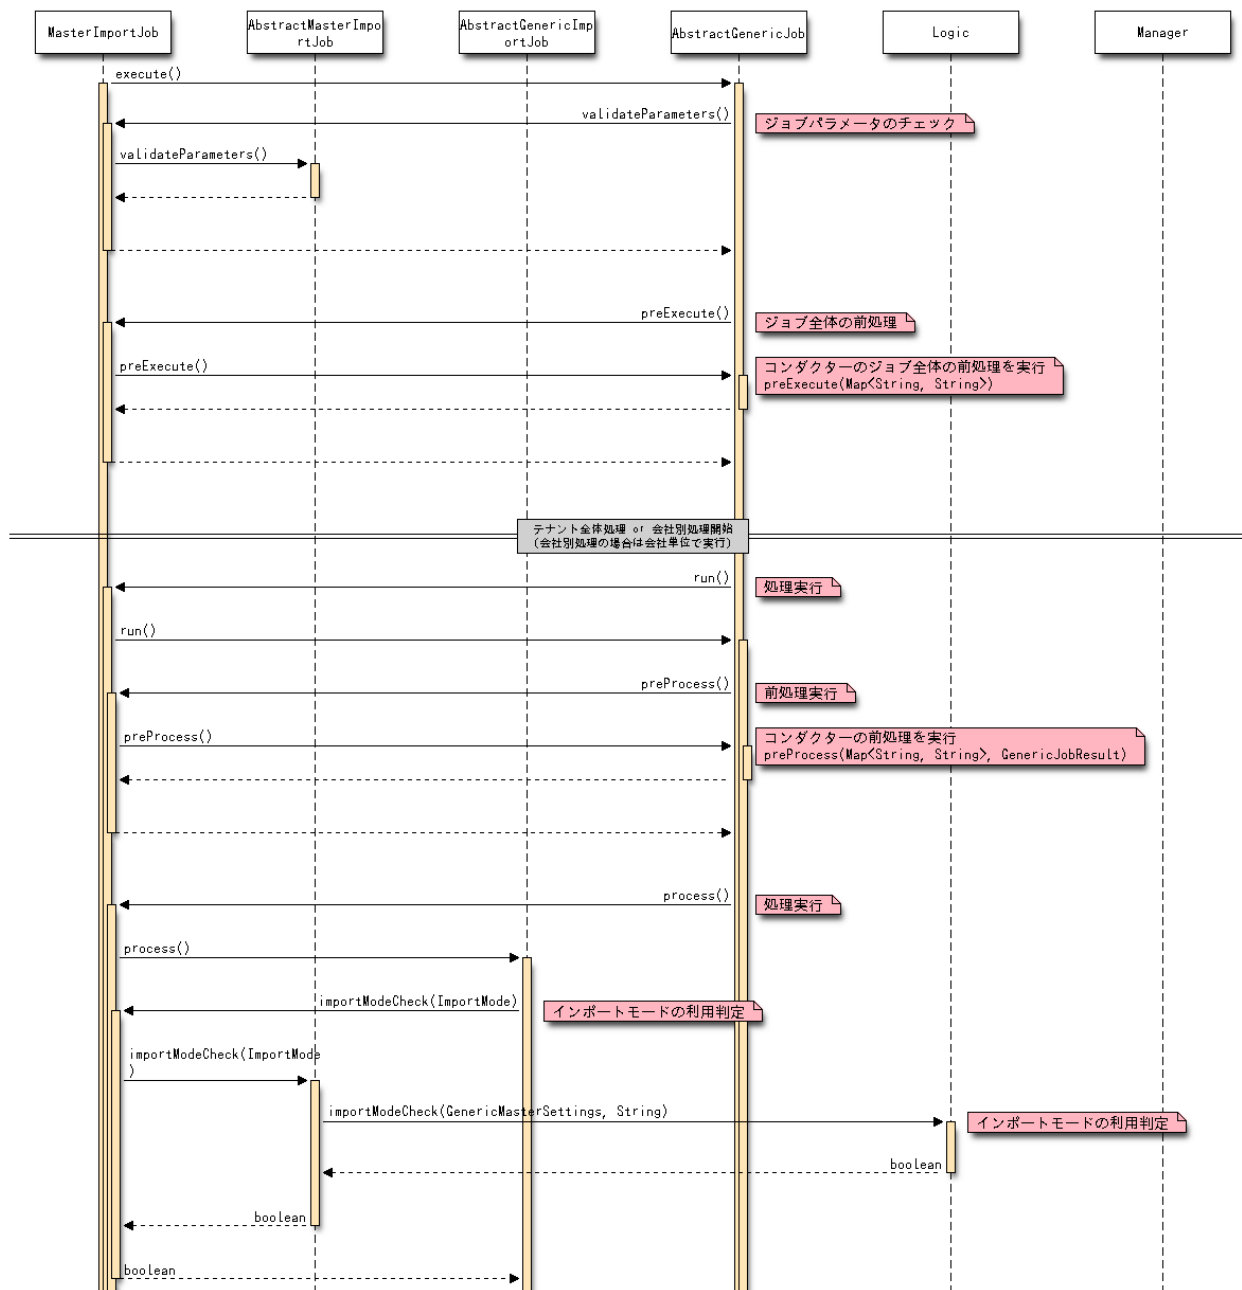 MasterImportJob
AbstractMasterImpo
rtJob
AbstractGenericImp
ortJob
AbstractGenericJob
Logic
Manager
execute()
validateParameters()
ジョブパラメータのチェック
validateParameters()
preExecute()
ジョブ全体の前処理
preExecute()
コンダクターのジョブ全体の前処理を実行
preExecute(Map<String, String>)
テナント全体処理 or 会社別処理開始
(会社別処理の場合は会社単位で実行)
run()
処理実行
run()
preProcess()
前処理実行
preProcess()
コンダクターの前処理を実行
preProcess(Map<String, String>, GenericJobResult)
process()
処理実行
process()
importModeCheck(ImportMode)
インポートモードの利用判定
importModeCheck(ImportMode
)
importModeCheck(GenericMasterSettings, String)
インポートモードの利用判定
boolean
boolean
boolean